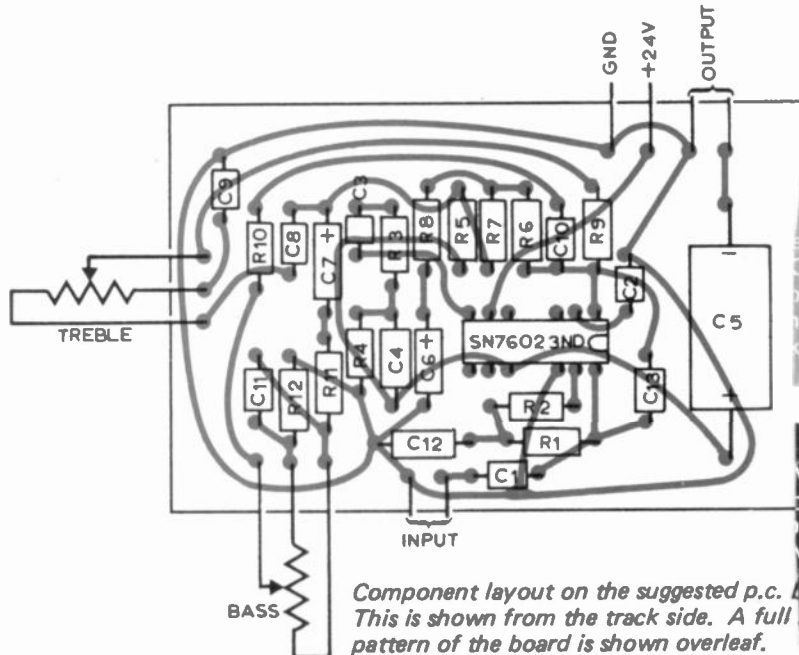 GND
+24V
OUTPUT
C9
C3
R10
C8
C7
+
R3
R8
R5
R7
R6
C10
R9
C2
C5
–
+
TREBLE
SN76023ND
R4
C4
C6
+
C11
R12
R11
R2
C13
C12
R1
C1
INPUT
BASS
Component layout on the suggested p.c.
This is shown from the track side. A full
pattern of the board is shown overleaf.